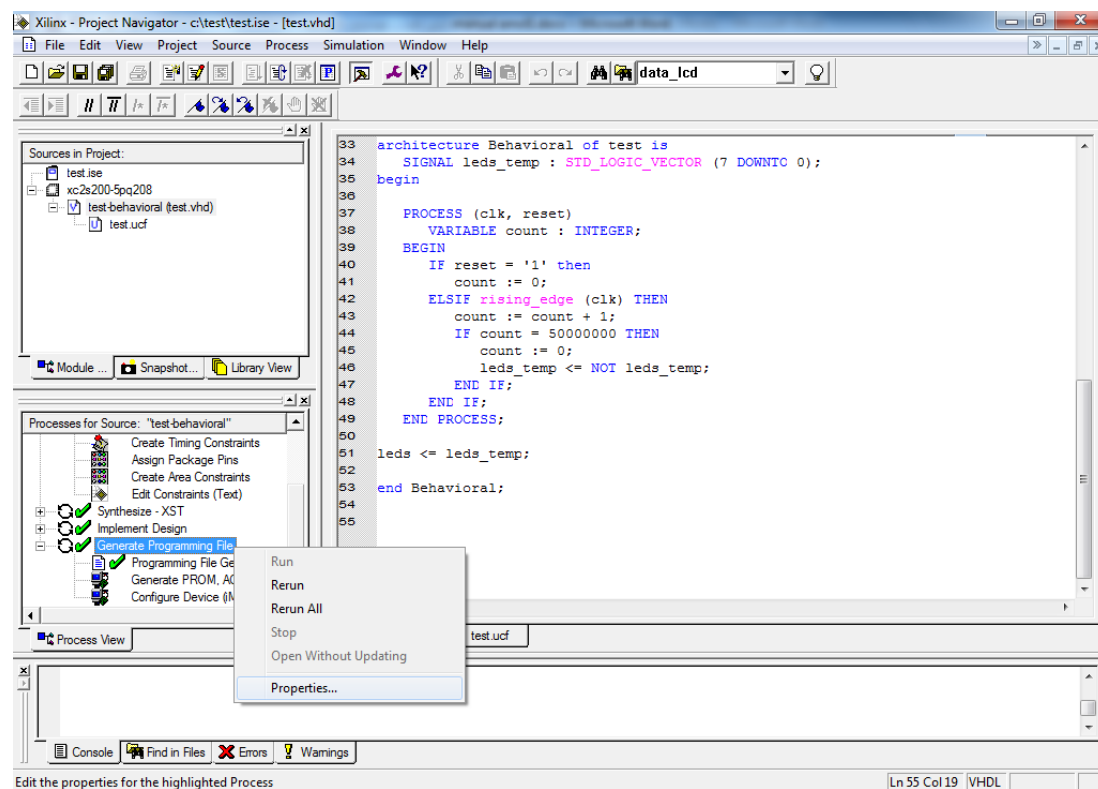 Xilinx - Project Navigator - c:\test\test.ise - [test.vhd]
File Edit View Project Source Process Simulation Window Help
data_lcd
Sources in Project:
test.ise
xc2s200-5pq208
test-behavioral (test.vhd)
test.ucf
Module ... Snapshot... Library View
Processes for Source: "test-behavioral"
Create Timing Constraints
Assign Package Pins
Create Area Constraints
Edit Constraints (Text)
Synthesize - XST
Implement Design
Generate Programming File
Programming File Ge
Generate PROM, AC
Configure Device (iM
Process View
33 architecture Behavioral of test is
34 SIGNAL leds_temp : STD_LOGIC_VECTOR (7 DOWNTO 0);
35 begin
36
37 PROCESS (clk, reset)
38 VARIABLE count : INTEGER;
39 BEGIN
40 IF reset = '1' then
41 count := 0;
42 ELSIF rising_edge (clk) THEN
43 count := count + 1;
44 IF count = 50000000 THEN
45 count := 0;
46 leds_temp <= NOT leds_temp;
47 END IF;
48 END IF;
49 END PROCESS;
50
51 leds <= leds_temp;
52
53 end Behavioral;
54
55
test.ucf
Run
Rerun
Rerun All
Stop
Open Without Updating
Properties...
Console Find in Files Errors Warnings
Edit the properties for the highlighted Process
Ln 55 Col 19 VHDL